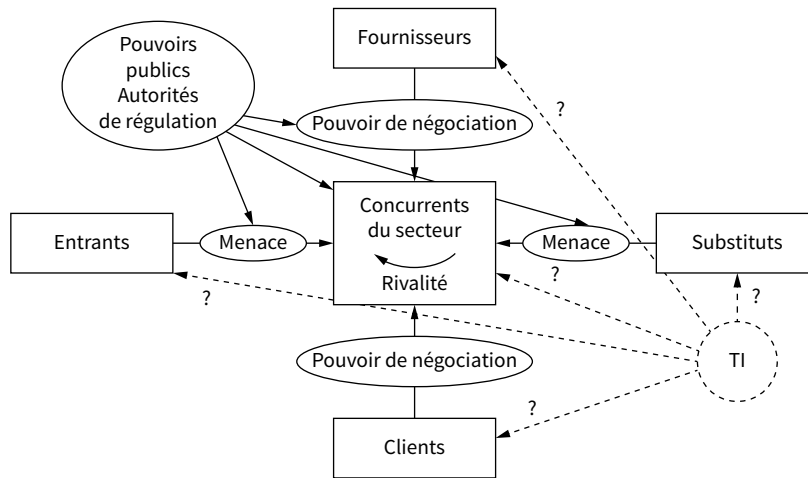 Pouvoirs
publics
Autorités
de régulation
Fournisseurs
?
Pouvoir de négociation
Entrants
Menace
Concurrents
du secteur
Rivalité
Menace
Substituts
?
?
?
Pouvoir de négociation
TI
?
Clients